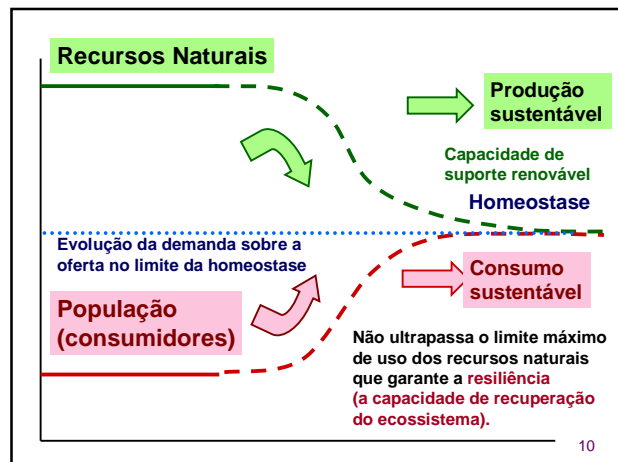 Recursos Naturais
Produção
sustentável
Capacidade de
suporte renovável
Homeostase
Evolução da demanda sobre a
oferta no limite da homeostase
Consumo
sustentável
População
(consumidores)
Não ultrapassa o limite máximo
de uso dos recursos naturais
que garante a resiliência
(a capacidade de recuperação
do ecossistema).
10